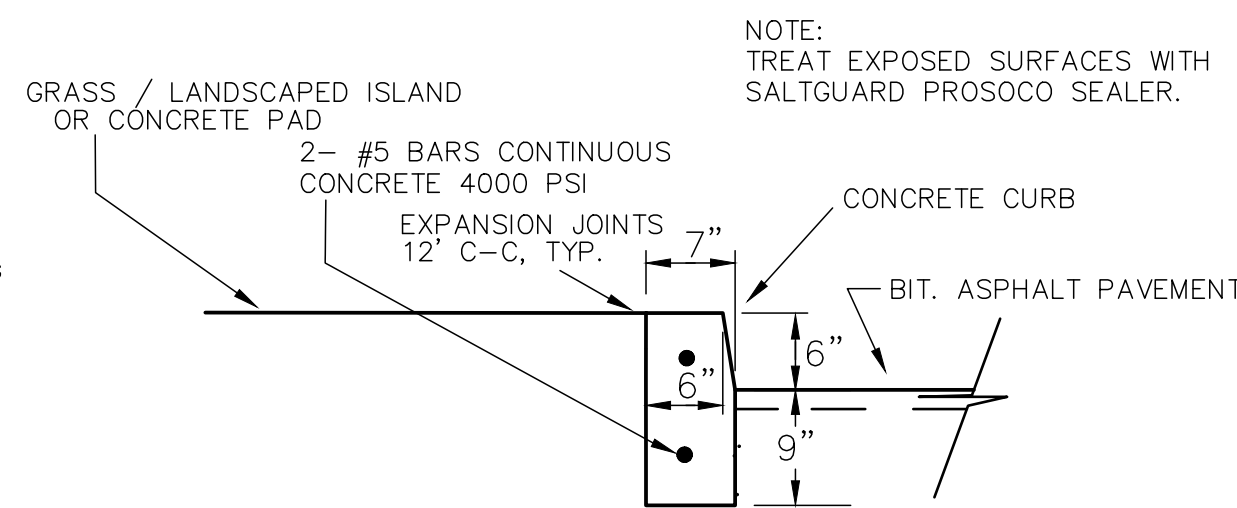 NOTE:
TREAT EXPOSED SURFACES WITH
SALTGUARD PROSOCO SEALER.
GRASS / LANDSCAPED ISLAND
OR CONCRETE PAD
2- #5 BARS CONTINUOUS
CONCRETE 4000 PSI
EXPANSION JOINTS
12' C-C, TYP.
7"
CONCRETE CURB
BIT. ASPHALT PAVEMENT
6"
6"
9"